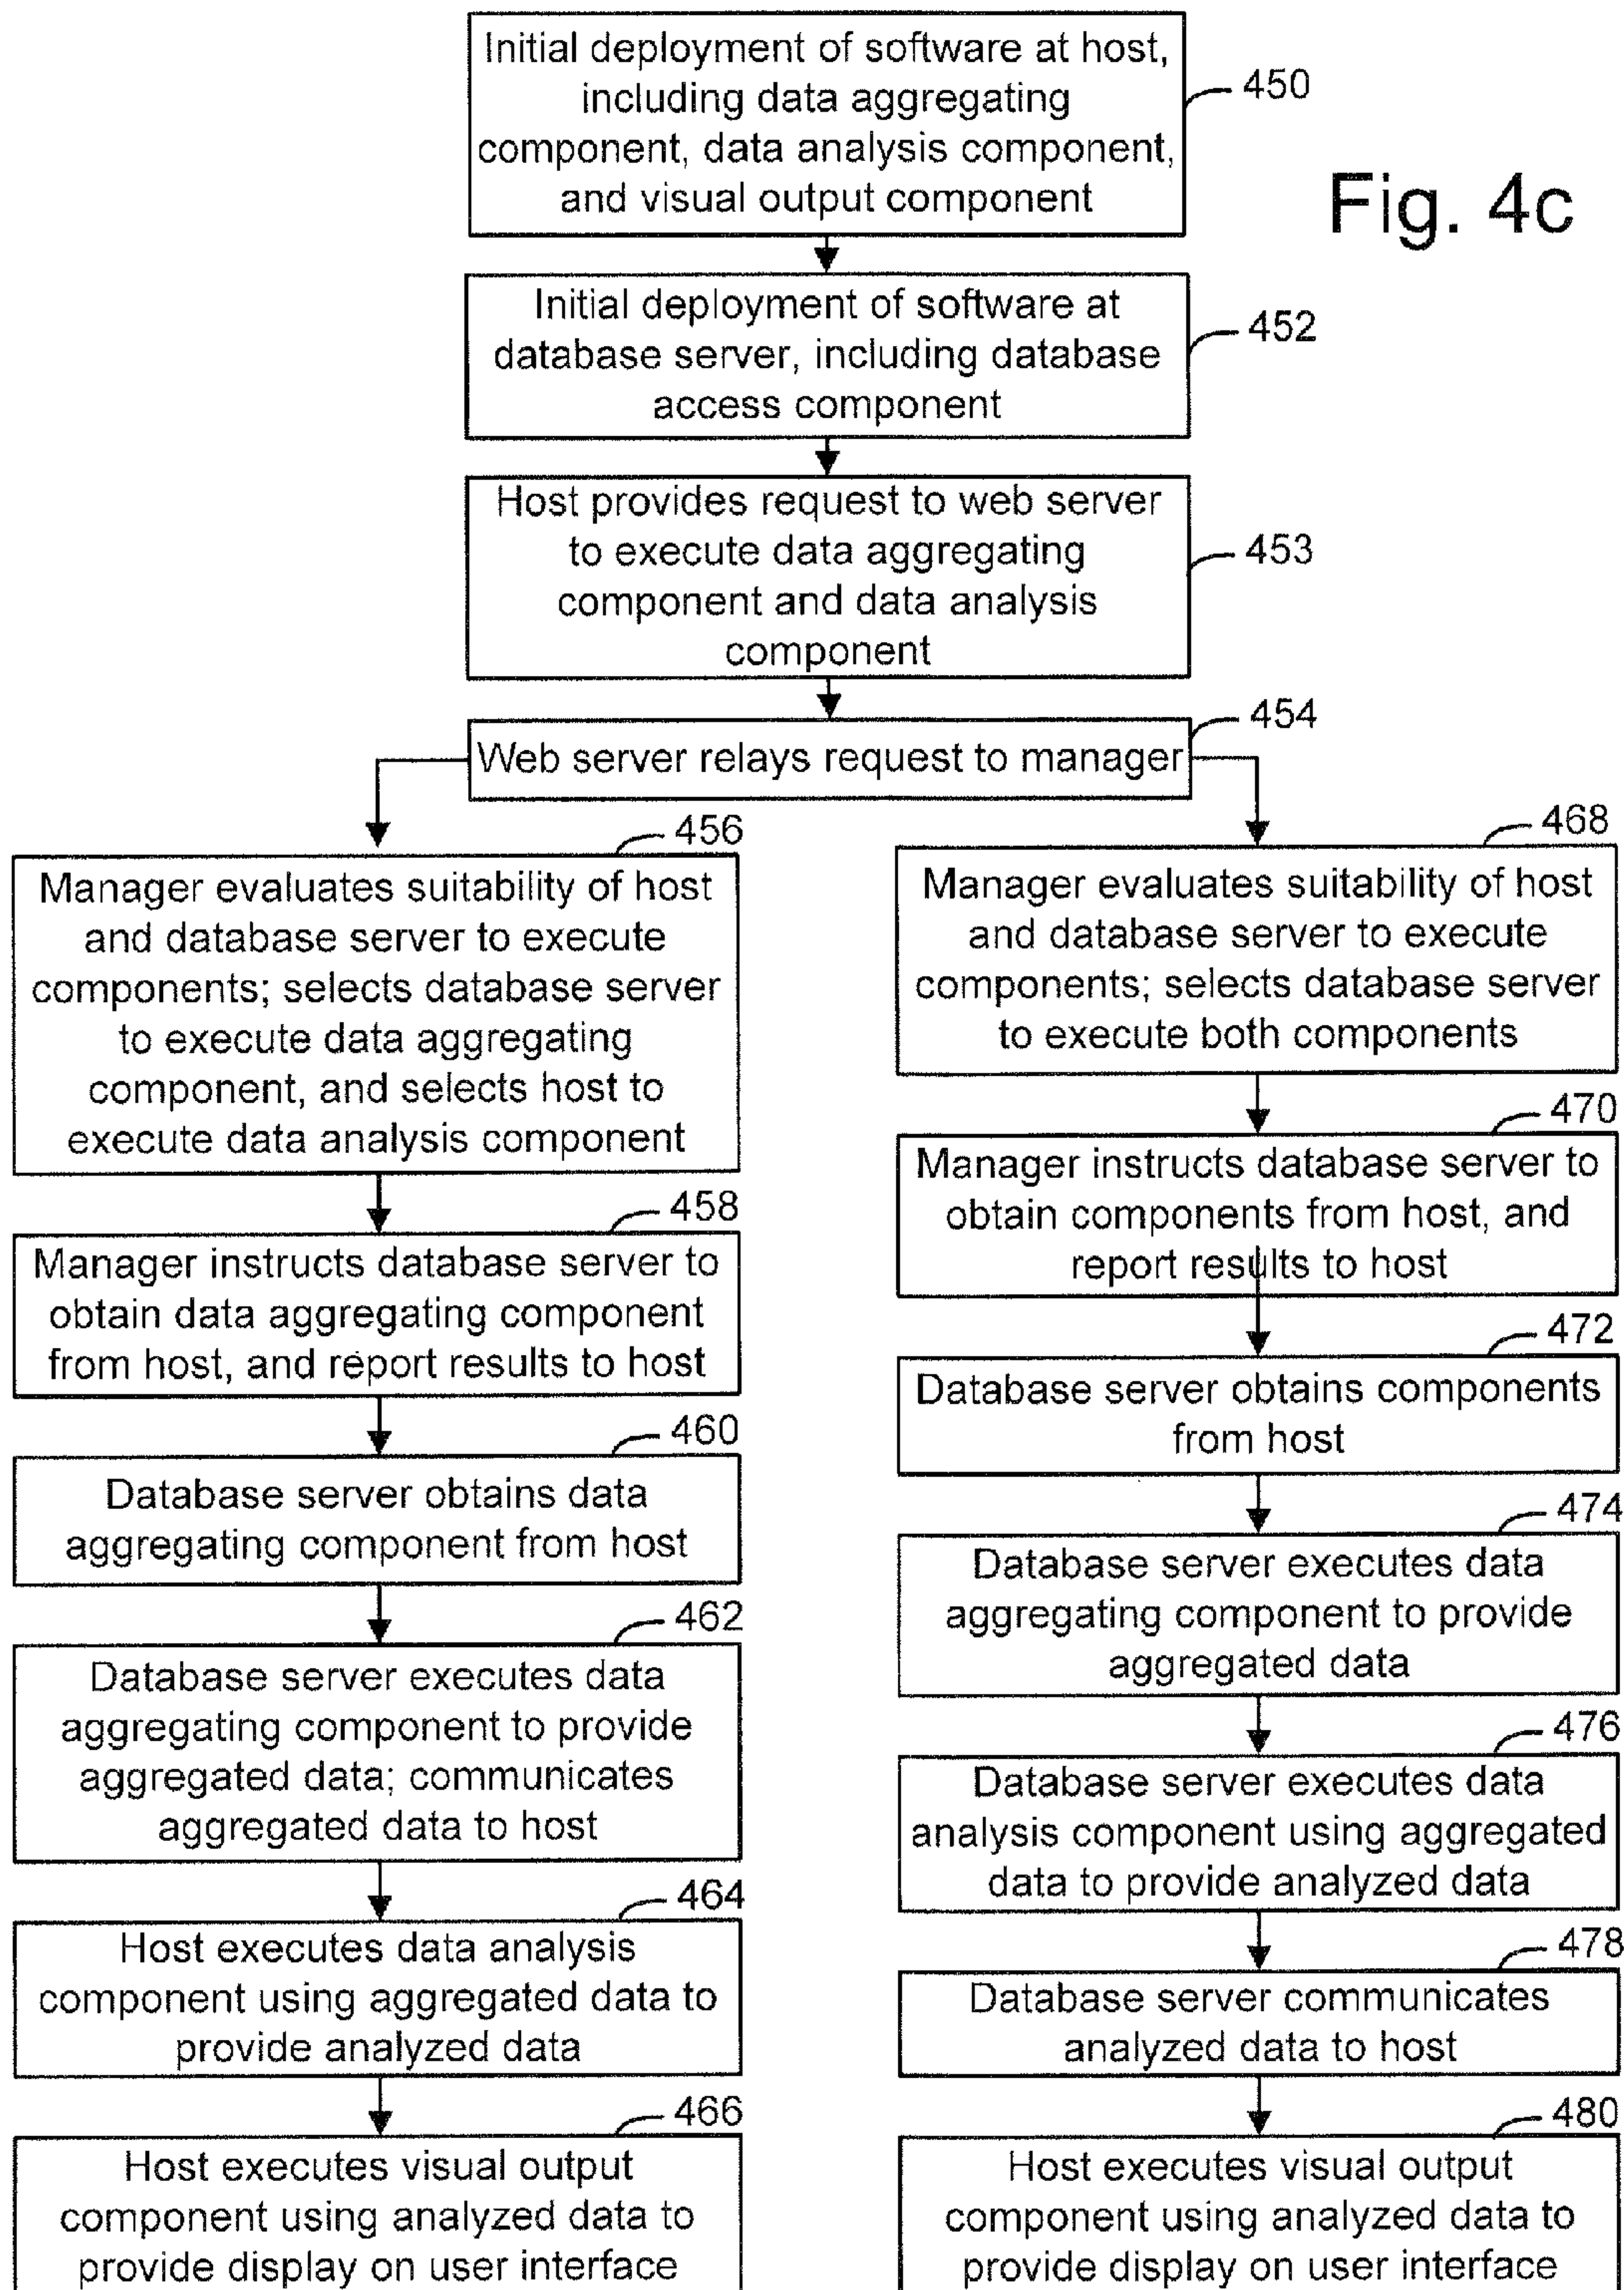 Initial deployment of software at host,
including data aggregating
component, data analysis component,
and visual output component
450
Fig. 4c
Initial deployment of software at
database server, including database
access component
452
Host provides request to web server
to execute data aggregating
component and data analysis
component
453
454
Web server relays request to manager
456
Manager evaluates suitability of host
and database server to execute
components; selects database server
to execute data aggregating
component, and selects host to
execute data analysis component
458
Manager instructs database server to
obtain data aggregating component
from host, and report results to host
460
Database server obtains data
aggregating component from host
462
Database server executes data
aggregating component to provide
aggregated data; communicates
aggregated data to host
464
Host executes data analysis
component using aggregated data to
provide analyzed data
466
Host executes visual output
component using analyzed data to
provide display on user interface
468
Manager evaluates suitability of host
and database server to execute
components; selects database server
to execute both components
470
Manager instructs database server to
obtain components from host, and
report results to host
472
Database server obtains components
from host
474
Database server executes data
aggregating component to provide
aggregated data
476
Database server executes data
analysis component using aggregated
data to provide analyzed data
478
Database server communicates
analyzed data to host
480
Host executes visual output
component using analyzed data to
provide display on user interface